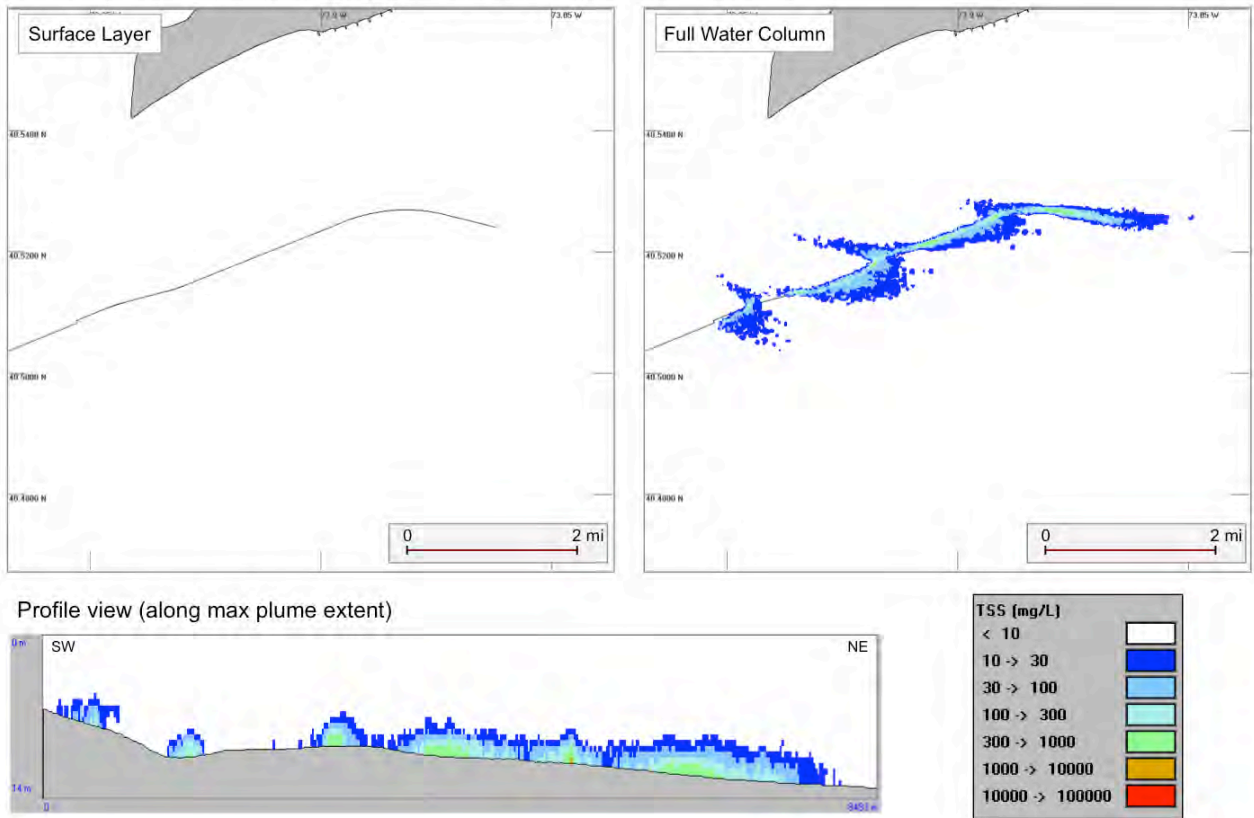 Surface Layer
73.9 W
73.85 W
40.5400 N
40.5200 N
40.5000 N
40.4800 N
0 2 mi
Full Water Column
73.9 W
73.85 W
40.5400 N
40.5200 N
40.5000 N
40.4800 N
0 2 mi
Profile view (along max plume extent)
0 m
SW NE
14 m
0
TSS (mg/L)
< 10
10 -> 30
30 -> 100
100 -> 300
300 -> 1000
1000 -> 10000
10000 -> 100000